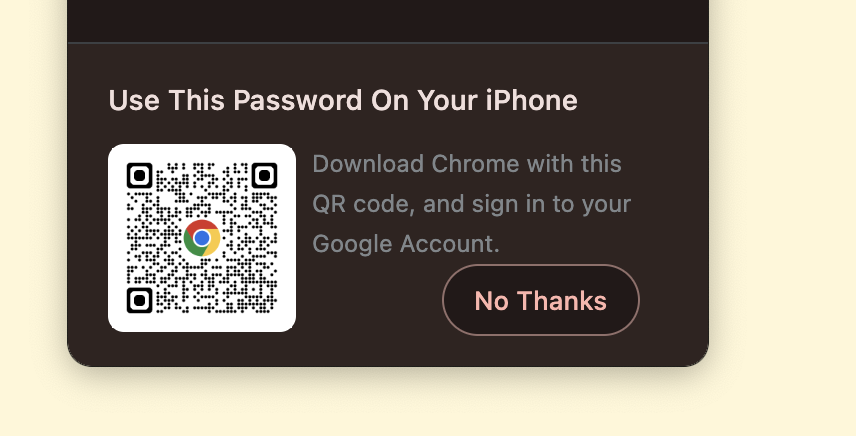 Use This Password On Your iPhone
Download Chrome with this
QR code, and sign in to your
Google Account.
No Thanks